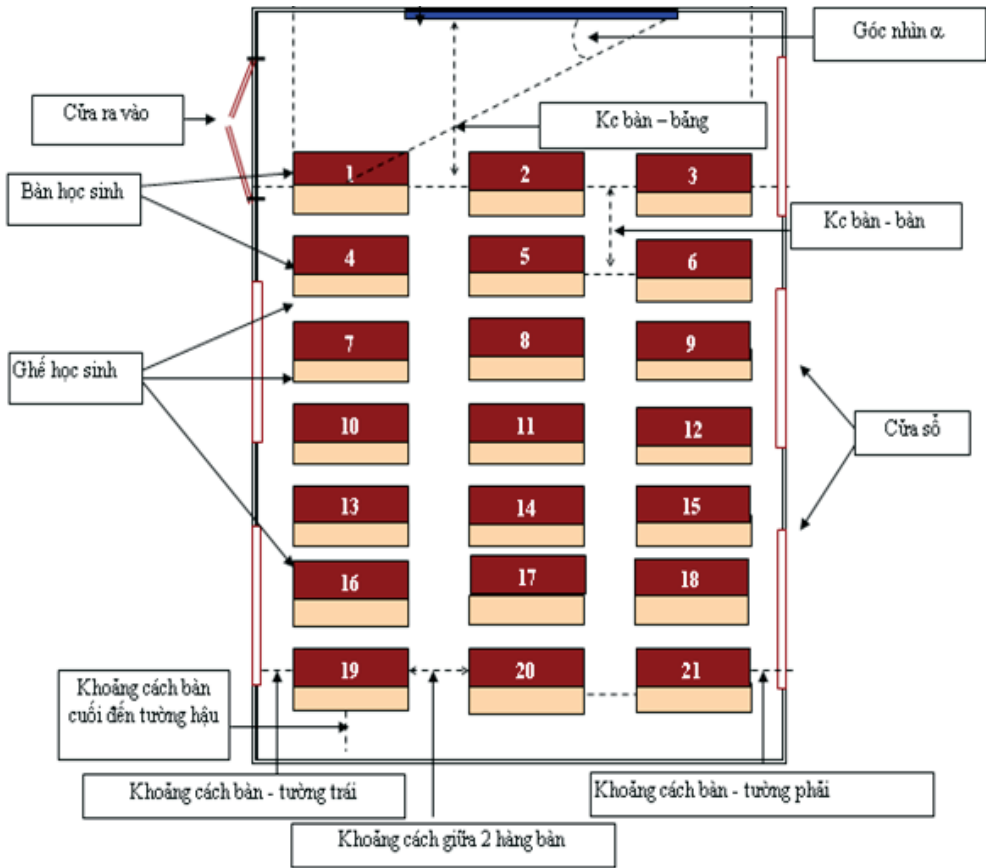 Góc nhìn α
Cửa ra vào
Kc bàn – bảng
Bàn học sinh
1
2
3
Kc bàn - bàn
4
5
6
7
8
9
Ghế học sinh
10
11
12
Cửa sổ
13
14
15
16
17
18
19
20
21
Khoảng cách bàn
cuối đến tường hậu
Khoảng cách bàn - tường trái
Khoảng cách bàn - tường phải
Khoảng cách giữa 2 hàng bàn